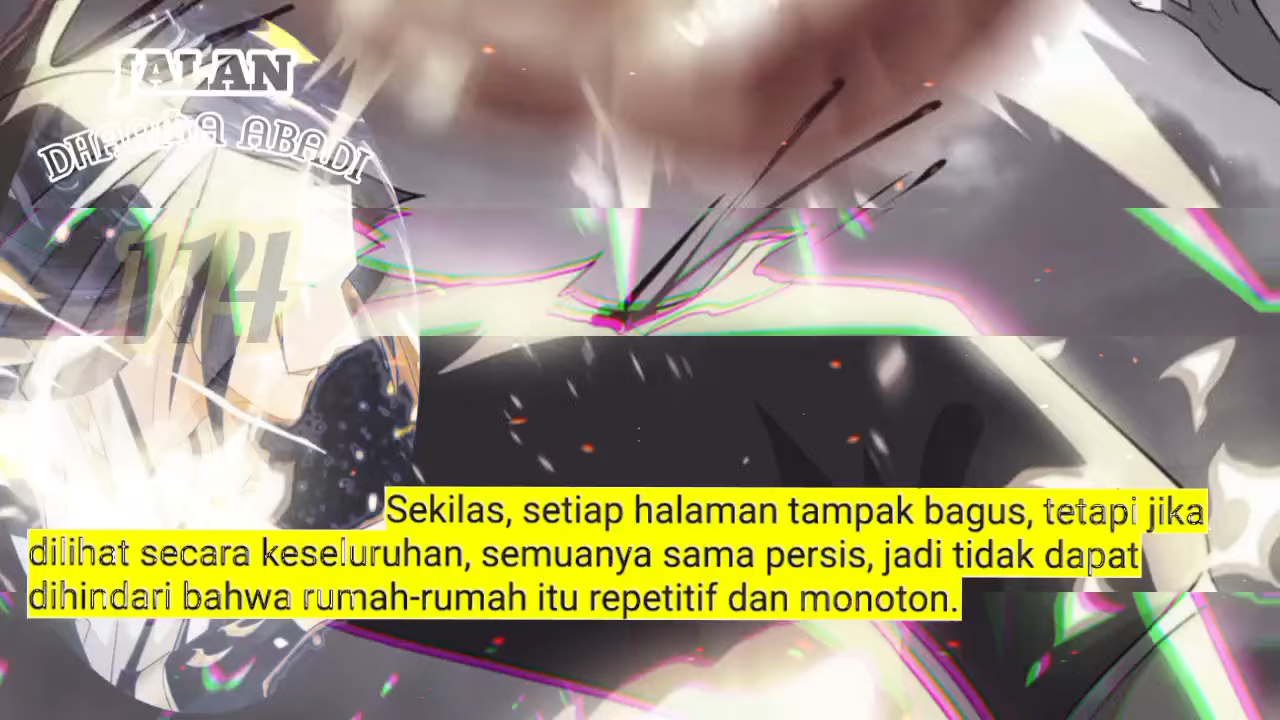 JALAN
DHARMA ABADI
114
Sekilas, setiap halaman tampak bagus, tetapi jika
dilihat secara keseluruhan, semuanya sama persis, jadi tidak dapat
dihindari bahwa rumah-rumah itu repetitif dan monoton.